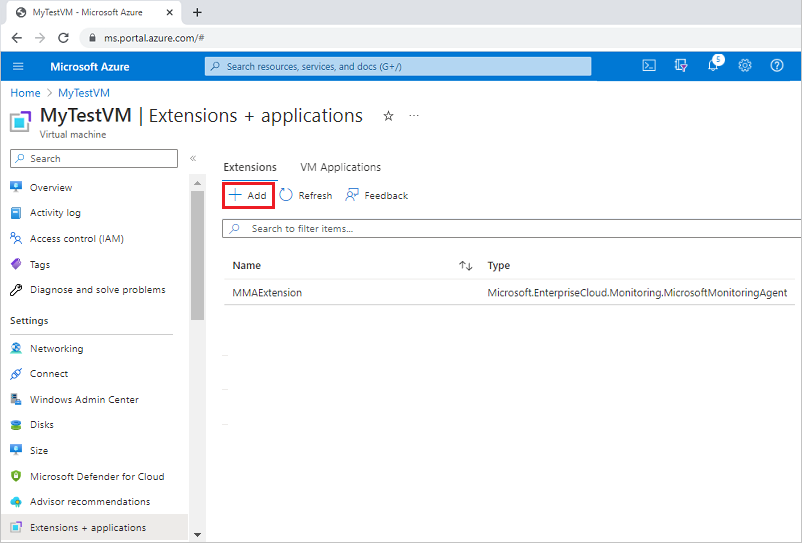 MyTestVM - Microsoft Azure
ms.portal.azure.com/#
Microsoft Azure
Search resources, services, and docs (G+/)
5
Home > MyTestVM
MyTestVM | Extensions + applications
Virtual machine
Search
Overview
Activity log
Access control (IAM)
Tags
Diagnose and solve problems
Settings
Networking
Connect
Windows Admin Center
Disks
Size
Microsoft Defender for Cloud
Advisor recommendations
Extensions + applications
Extensions VM Applications
Add Refresh Feedback
Search to filter items...
Name Type
MMAExtension Microsoft.EnterpriseCloud.Monitoring.MicrosoftMonitoringAgent